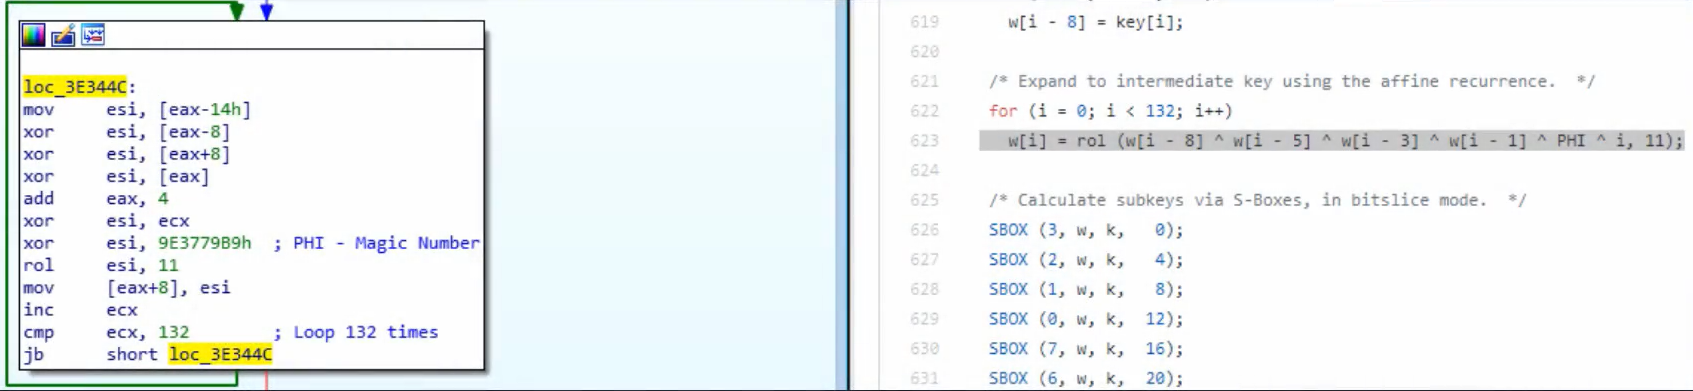 loc_3E344C:
mov     esi, [eax-14h]
xor     esi, [eax-8]
xor     esi, [eax+8]
xor     esi, [eax]
add     eax, 4
xor     esi, ecx
xor     esi, 9E3779B9h  ; PHI - Magic Number
rol     esi, 11
mov     [eax+8], esi
inc     ecx
cmp     ecx, 132        ; Loop 132 times
jb      short loc_3E344C
619 w[i - 8] = key[i];
620
621 /* Expand to intermediate key using the affine recurrence.  */
622 for (i = 0; i < 132; i++)
623 w[i] = rol (w[i - 8] ^ w[i - 5] ^ w[i - 3] ^ w[i - 1] ^ PHI ^ i, 11);
624
625 /* Calculate subkeys via S-Boxes, in bitslice mode.  */
626 SBOX (3, w, k,   0);
627 SBOX (2, w, k,   4);
628 SBOX (1, w, k,   8);
629 SBOX (0, w, k,  12);
630 SBOX (7, w, k,  16);
631 SBOX (6, w, k,  20);